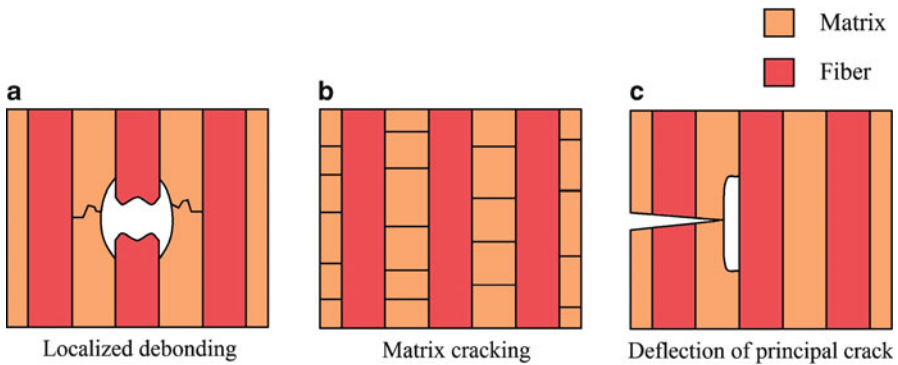 Matrix
Fiber
a
b
c
Localized debonding
Matrix cracking
Deflection of principal crack